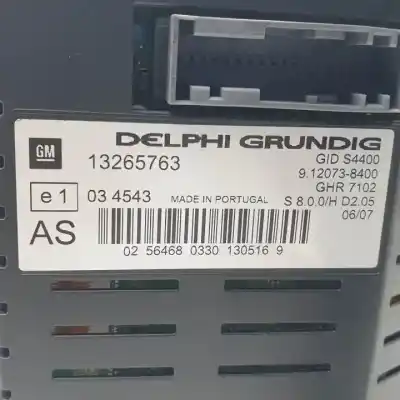 DELPHI GRUNDIG
GM 13265763 GID S4400
9.12073-8400
GHR 7102
e1 03 4543 MADE IN PORTUGAL S 8.0.0/H D2.05
06/07
AS
02 56468 0330 130516 9